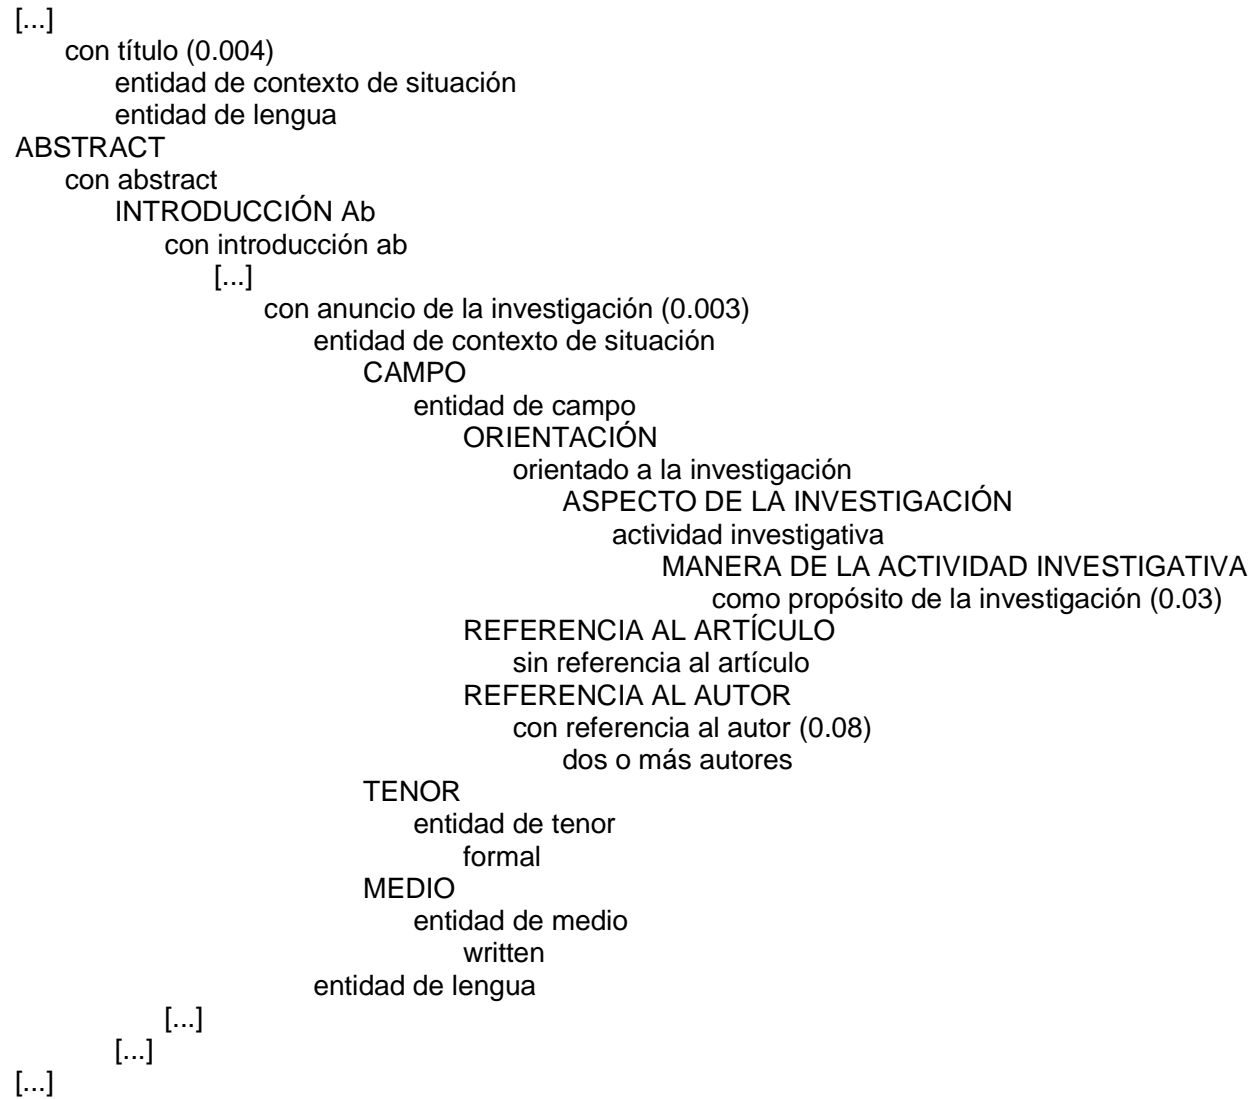 [...]
con título (0.004)
entidad de contexto de situación
entidad de lengua
ABSTRACT
con abstract
INTRODUCCIÓN Ab
con introducción ab
[...]
con anuncio de la investigación (0.003)
entidad de contexto de situación
CAMPO
entidad de campo
ORIENTACIÓN
orientado a la investigación
ASPECTO DE LA INVESTIGACIÓN
actividad investigativa
MANERA DE LA ACTIVIDAD INVESTIGATIVA
como propósito de la investigación (0.03)
REFERENCIA AL ARTÍCULO
sin referencia al artículo
REFERENCIA AL AUTOR
con referencia al autor (0.08)
dos o más autores
TENOR
entidad de tenor
formal
MEDIO
entidad de medio
written
entidad de lengua
[...]
[...]
[...]